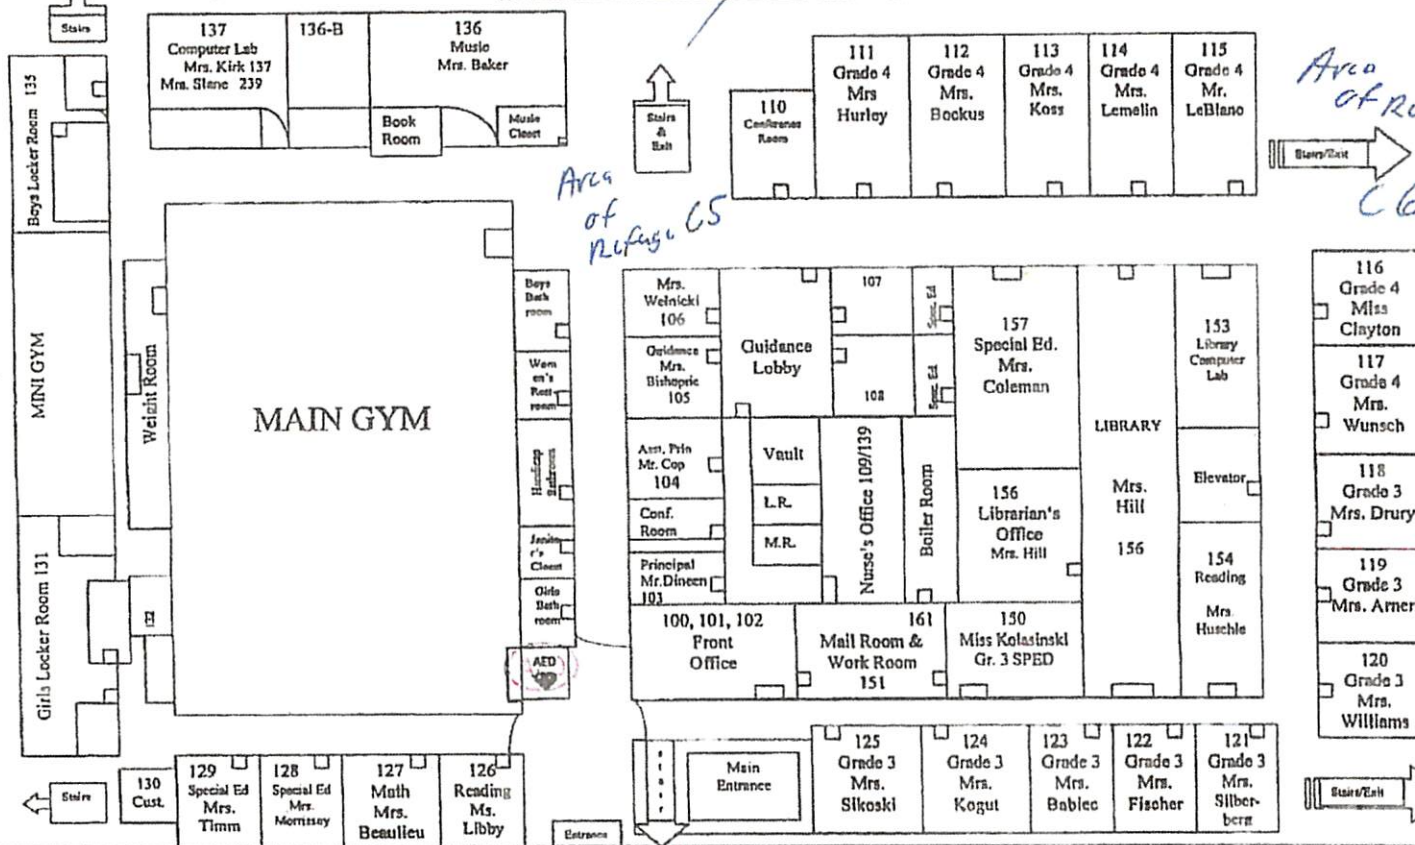 Stairs
137
Computer Lab
Mrs. Kirk 137
Mrs. Stane 239
136-B
136
Music
Mrs. Baker
Book
Room
Music
Closet
Stairs
&
Exit
110
Conference
Room
111
Grade 4
Mrs
Hurley
112
Grade 4
Mrs.
Bockus
113
Grade 4
Mrs.
Koss
114
Grade 4
Mrs.
Lemelin
115
Grade 4
Mr.
LeBlanc
Area
of
Stairs/Exit
C6
Area
of
Refuge C5
Boys Locker Room 135
MINI GYM
Girls Locker Room 131
Weight Room
132
MAIN GYM
Boys
Bath
room
Wom
en's
Rest
room
Handicap
Bathroom
Janito
r's
Closet
Girls
Bath
room
AED
Mrs.
Welnicki
106
Guidance
Mrs.
Bishopric
105
Asst. Prin
Mr. Cop
104
Conf.
Room
Principal
Mr.Dineen
103
Guidance
Lobby
Vault
L.R.
M.R.
107
108
Spec. Ed
Spec. Ed
Nurse's Office 109/139
Boiler Room
157
Special Ed.
Mrs.
Coleman
156
Librarian's
Office
Mrs. Hill
LIBRARY
Mrs.
Hill
156
153
Library
Computer
Lab
Elevator
154
Reading
Mrs.
Huschle
100, 101, 102
Front
Office
161
Mail Room &
Work Room
151
150
Miss Kolasinski
Gr. 3 SPED
116
Grade 4
Miss
Clayton
117
Grade 4
Mrs.
Wunsch
118
Grade 3
Mrs. Drury
119
Grade 3
Mrs. Arner
120
Grade 3
Mrs.
Williams
Stairs
130
Cust.
129
Special Ed
Mrs.
Timm
128
Special Ed
Mrs.
Morrissey
127
Math
Mrs.
Beaulieu
126
Reading
Ms.
Libby
Entrance
stair
Main
Entrance
125
Grade 3
Mrs.
Sikoski
124
Grade 3
Mrs.
Kogut
123
Grade 3
Mrs.
Babiec
122
Grade 3
Mrs.
Fischer
121
Grade 3
Mrs.
Silber-
berg
Stairs/Exit